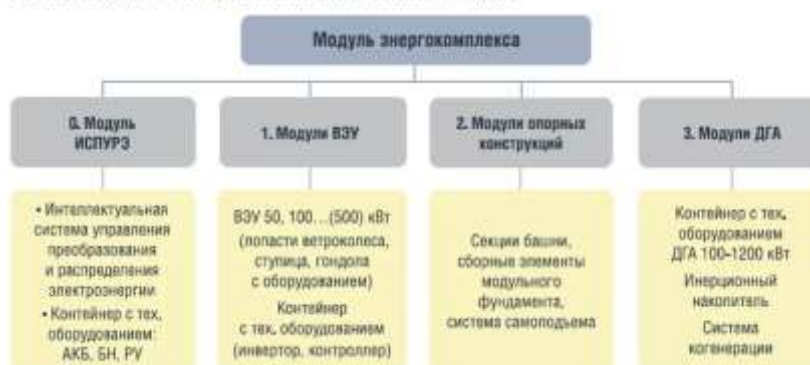 Модуль энергокомплекса
0. Модуль
ИСПУРЭ
1. Модули ВЭУ
2. Модули опорных
конструкций
3. Модули ДГА
• Интеллектуальная
система управления
преобразования
и распределения
электроэнергии
• Контейнер с тех.
оборудованием:
АКБ, БН, РУ
ВЭУ 50, 100...(500) кВт
(лопасти ветроколеса,
ступица, гондола
с оборудованием)
Контейнер
с тех. оборудованием
(инвертор, контроллер)
Секции башни,
сборные элементы
модульного
фундамента,
система самоподъема
Контейнер с тех.
оборудованием
ДГА 100-1200 кВт
Инерционный
накопитель
Система
когенерации